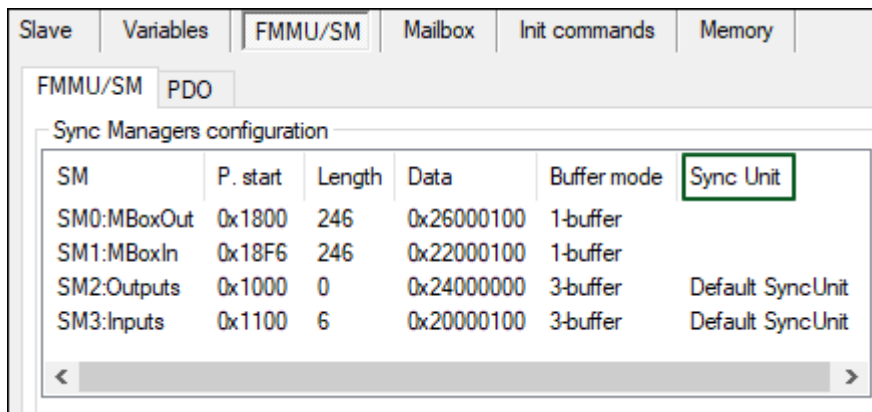 Slave Variables FMMU/SM Mailbox Init commands Memory
FMMU/SM PDO
Sync Managers configuration
SM P. start Length Data Buffer mode Sync Unit
SM0:MBoxOut 0x1800 246 0x26000100 1-buffer
SM1:MBoxIn 0x18F6 246 0x22000100 1-buffer
SM2:Outputs 0x1000 0 0x24000000 3-buffer Default SyncUnit
SM3:Inputs 0x1100 6 0x20000100 3-buffer Default SyncUnit